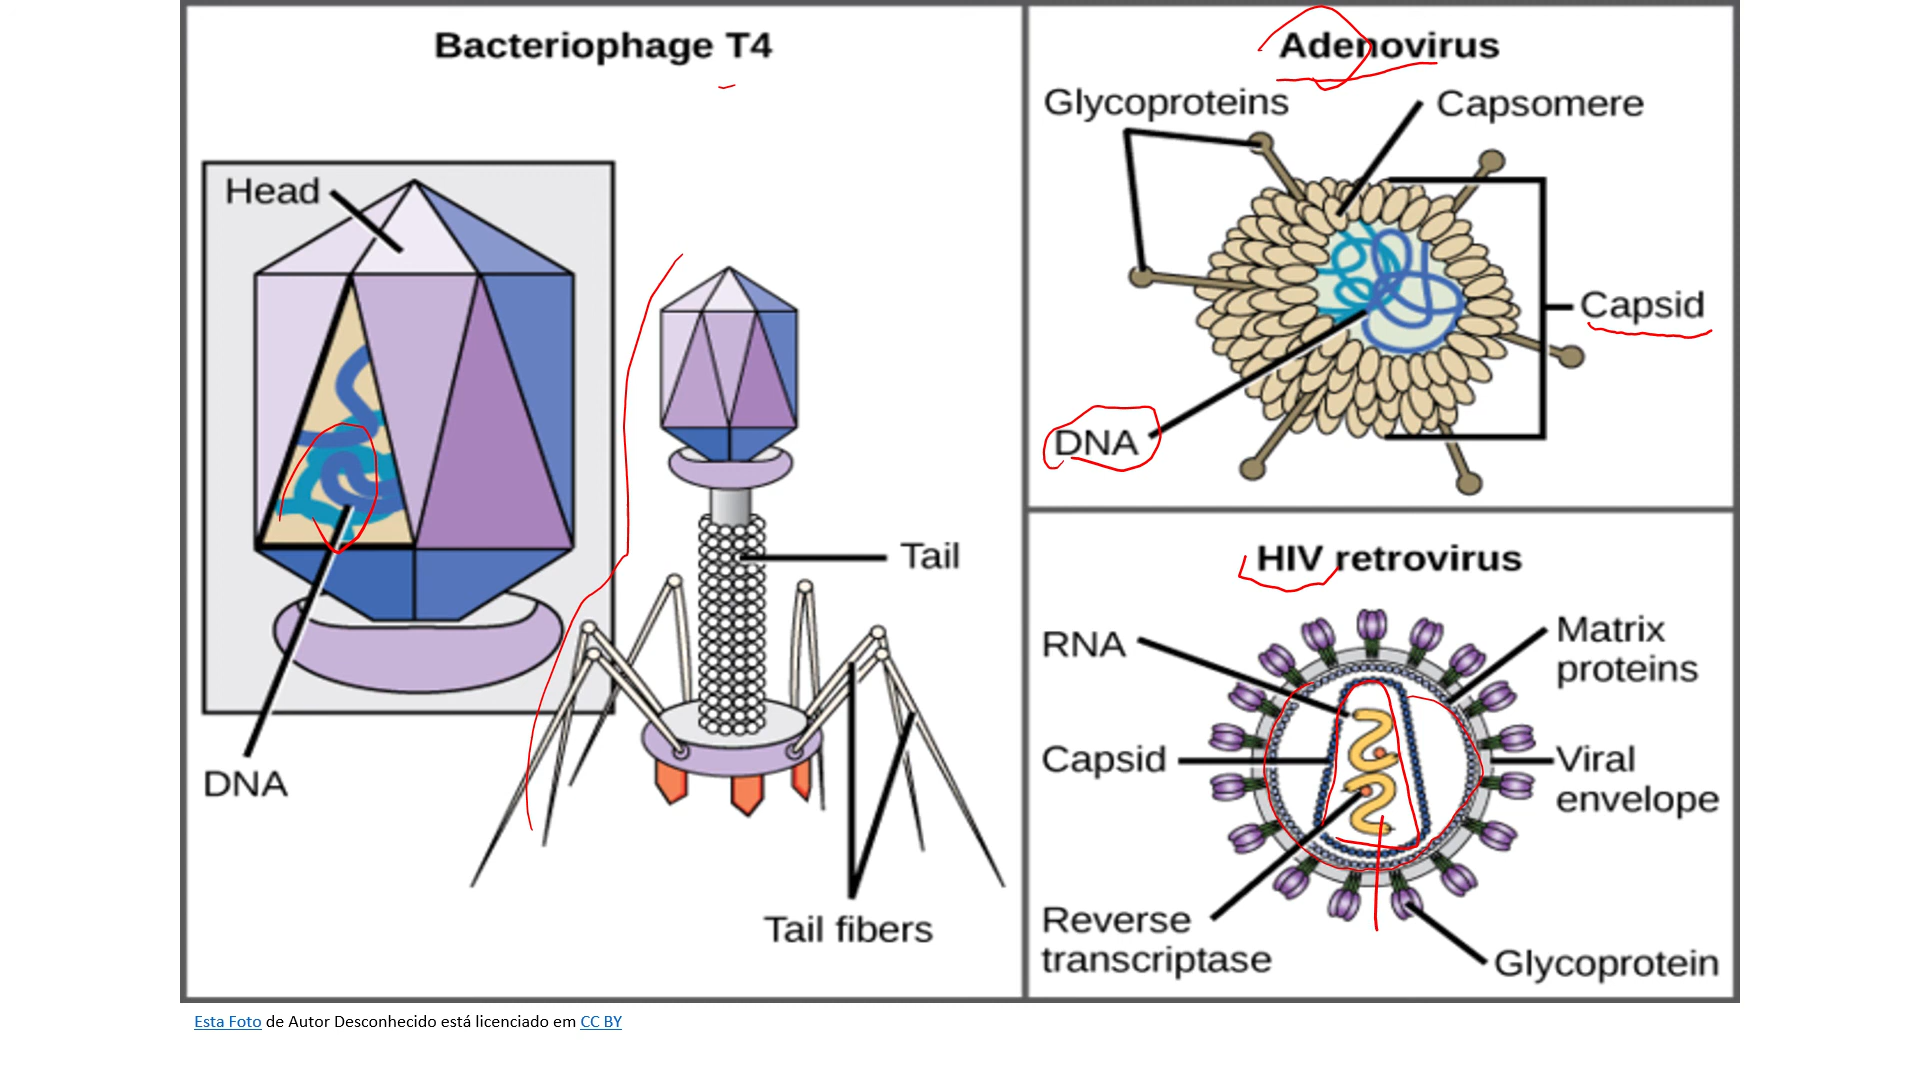 Bacteriophage T4
Head
DNA
Tail
Tail fibers
Adenovirus
Glycoproteins
Capsomere
Capsid
DNA
HIV retrovirus
RNA
Matrix
proteins
Capsid
Viral
envelope
Reverse
transcriptase
Glycoprotein
Esta Foto de Autor Desconhecido está licenciado em CC BY